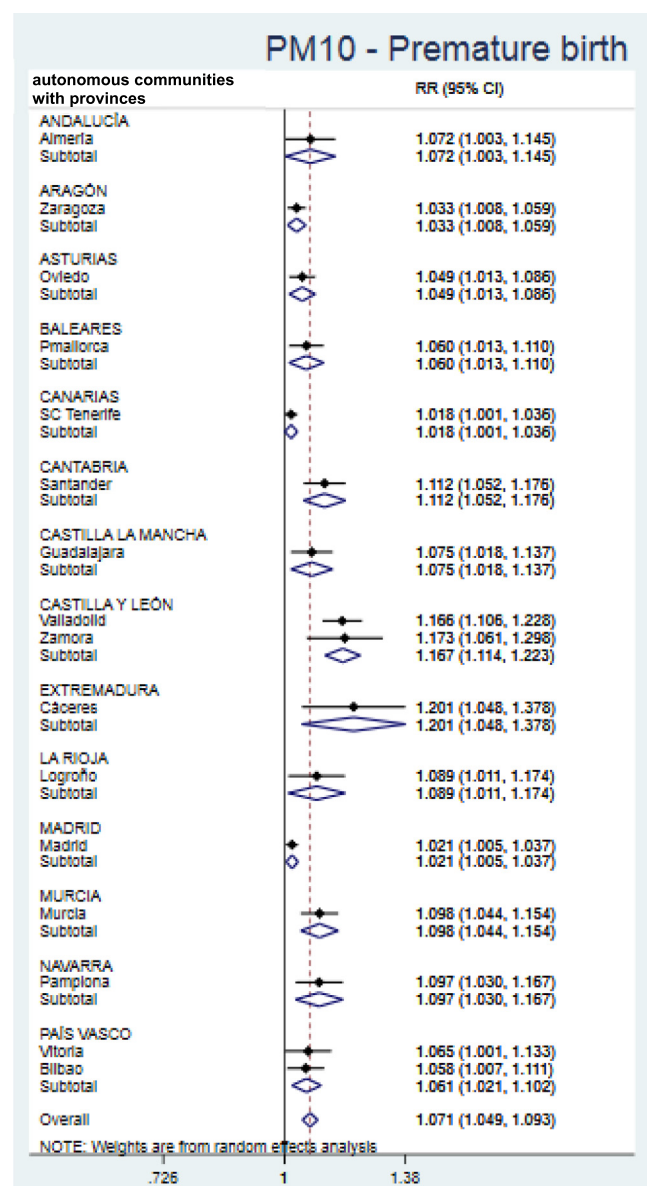 PM10 - Premature birth
autonomous communities
with provinces
RR (95% CI)
ANDALUCÍA
Almería 1.072 (1.003, 1.145)
Subtotal 1.072 (1.003, 1.145)
ARAGÓN
Zaragoza 1.033 (1.008, 1.059)
Subtotal 1.033 (1.008, 1.059)
ASTURIAS
Oviedo 1.049 (1.013, 1.086)
Subtotal 1.049 (1.013, 1.086)
BALEARES
Pmallorca 1.060 (1.013, 1.110)
Subtotal 1.060 (1.013, 1.110)
CANARIAS
SC Tenerife 1.018 (1.001, 1.036)
Subtotal 1.018 (1.001, 1.036)
CANTABRIA
Santander 1.112 (1.052, 1.176)
Subtotal 1.112 (1.052, 1.176)
CASTILLA LA MANCHA
Guadalajara 1.075 (1.018, 1.137)
Subtotal 1.075 (1.018, 1.137)
CASTILLA Y LEÓN
Valladolid 1.166 (1.106, 1.228)
Zamora 1.173 (1.061, 1.298)
Subtotal 1.167 (1.114, 1.223)
EXTREMADURA
Cáceres 1.201 (1.048, 1.378)
Subtotal 1.201 (1.048, 1.378)
LA RIOJA
Logroño 1.089 (1.011, 1.174)
Subtotal 1.089 (1.011, 1.174)
MADRID
Madrid 1.021 (1.005, 1.037)
Subtotal 1.021 (1.005, 1.037)
MURCIA
Murcia 1.098 (1.044, 1.154)
Subtotal 1.098 (1.044, 1.154)
NAVARRA
Pamplona 1.097 (1.030, 1.167)
Subtotal 1.097 (1.030, 1.167)
PAÍS VASCO
Vitoria 1.065 (1.001, 1.133)
Bilbao 1.058 (1.007, 1.111)
Subtotal 1.061 (1.021, 1.102)
Overall 1.071 (1.049, 1.093)
NOTE: Weights are from random effects analysis
.726 1 1.38